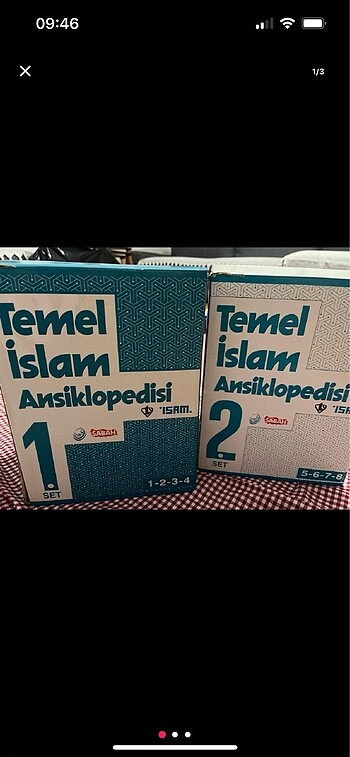 09:46
1/3
Temel
İslam
Ansiklopedisi
İSAM.
SABAH
1.
SET
1-2-3-4
Temel
İslam
Ansiklopedisi
İSAM
SABAH
2.
SET
5-6-7-8